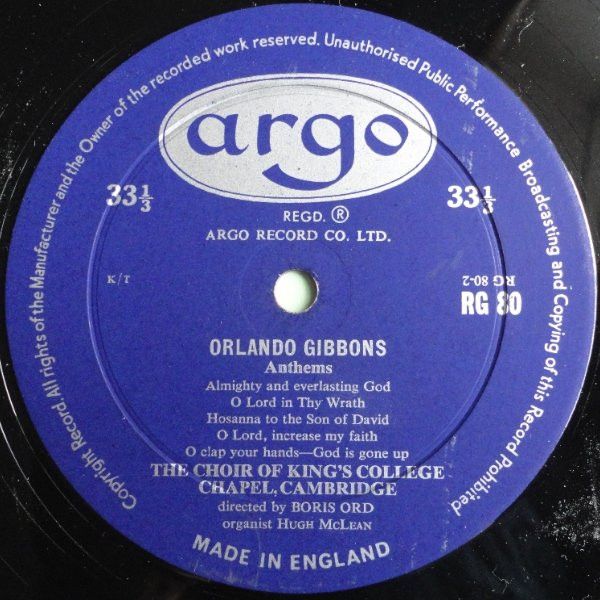 Copyright Record. All rights of the Manufacturer and the Owner of the recorded work reserved. Unauthorised Public Performance Broadcasting and Copying of this Record Prohibited.
argo
33⅓
33⅓
REGD. ®
ARGO RECORD CO. LTD.
K/T
RG 80-2
RG 80
ORLANDO GIBBONS
Anthems
Almighty and everlasting God
O Lord in Thy Wrath
Hosanna to the Son of David
O Lord, increase my faith
O clap your hands—God is gone up
THE CHOIR OF KING'S COLLEGE
CHAPEL, CAMBRIDGE
directed by BORIS ORD
organist HUGH MCLEAN
MADE IN ENGLAND